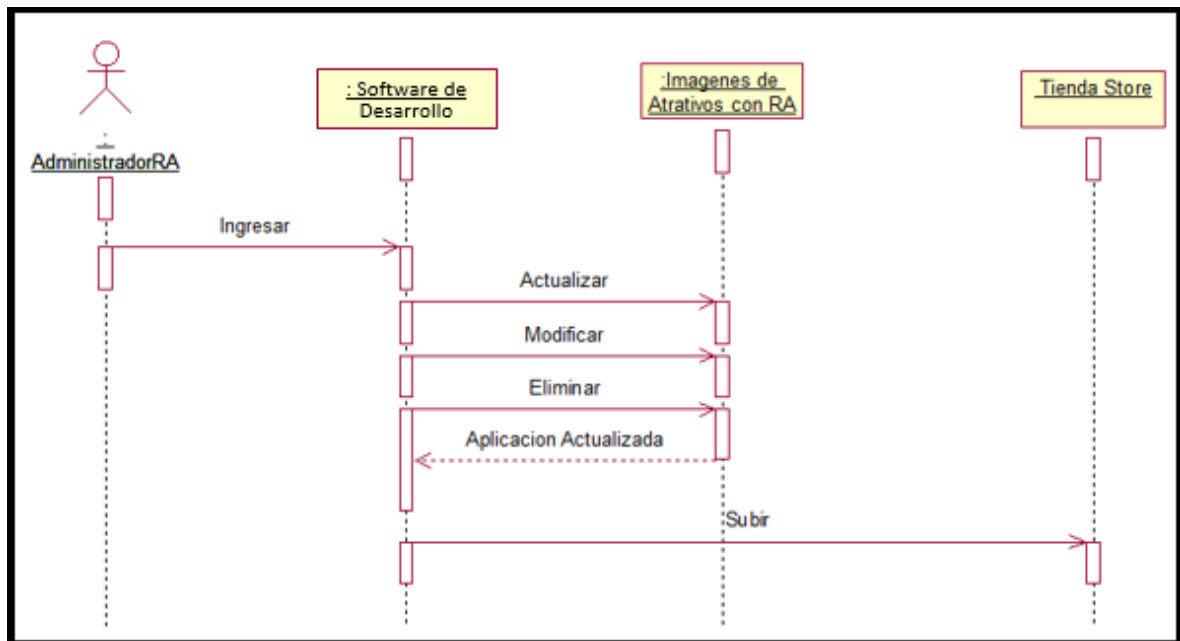 : Software de
Desarrollo
:Imagenes de
Atrativos con RA
Tienda Store
:
AdministradorRA
Ingresar
Actualizar
Modificar
Eliminar
Aplicacion Actualizada
Subir